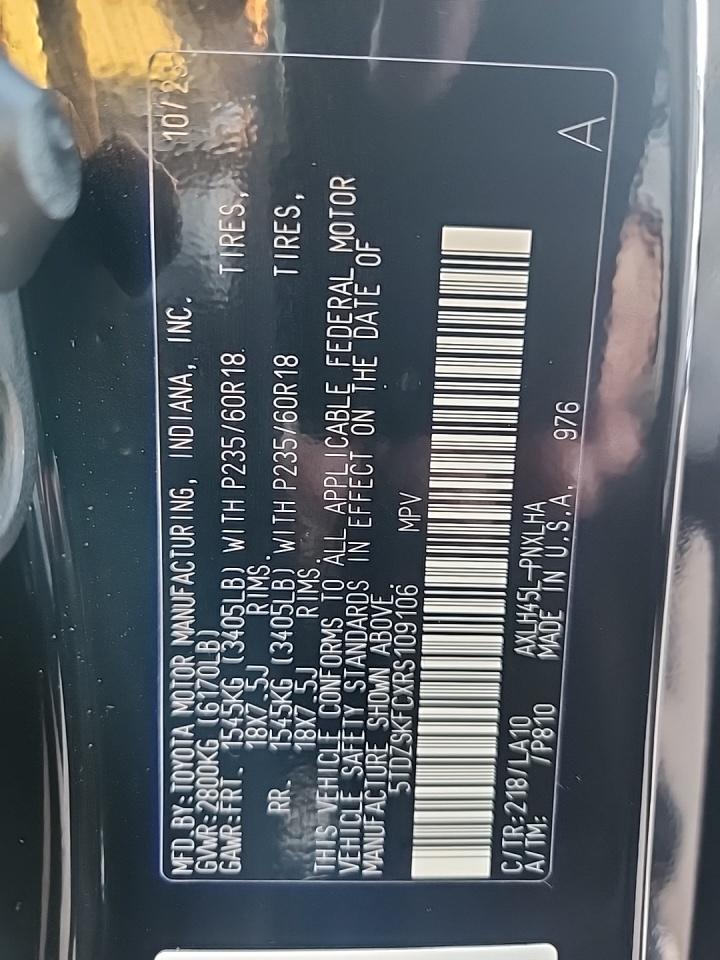 MFD.BY:TOYOTA MOTOR MANUFACTURING, INDIANA, INC. 10/23
GVWR:2800KG (6170LB)
GAWR:FRT. 1545KG (3405LB) WITH P235/60R18 TIRES,
18X7.5J RIMS.
RR. 1545KG (3405LB) WITH P235/60R18 TIRES,
18X7.5J RIMS.
THIS VEHICLE CONFORMS TO ALL APPLICABLE FEDERAL MOTOR
VEHICLE SAFETY STANDARDS IN EFFECT ON THE DATE OF
MANUFACTURE SHOWN ABOVE.
5TDZSKFCXRS109106 MPV
C/TR:218/LA10 AXLH45L-PNXLHA
A/TM: /P810 MADE IN U.S.A. 976
A